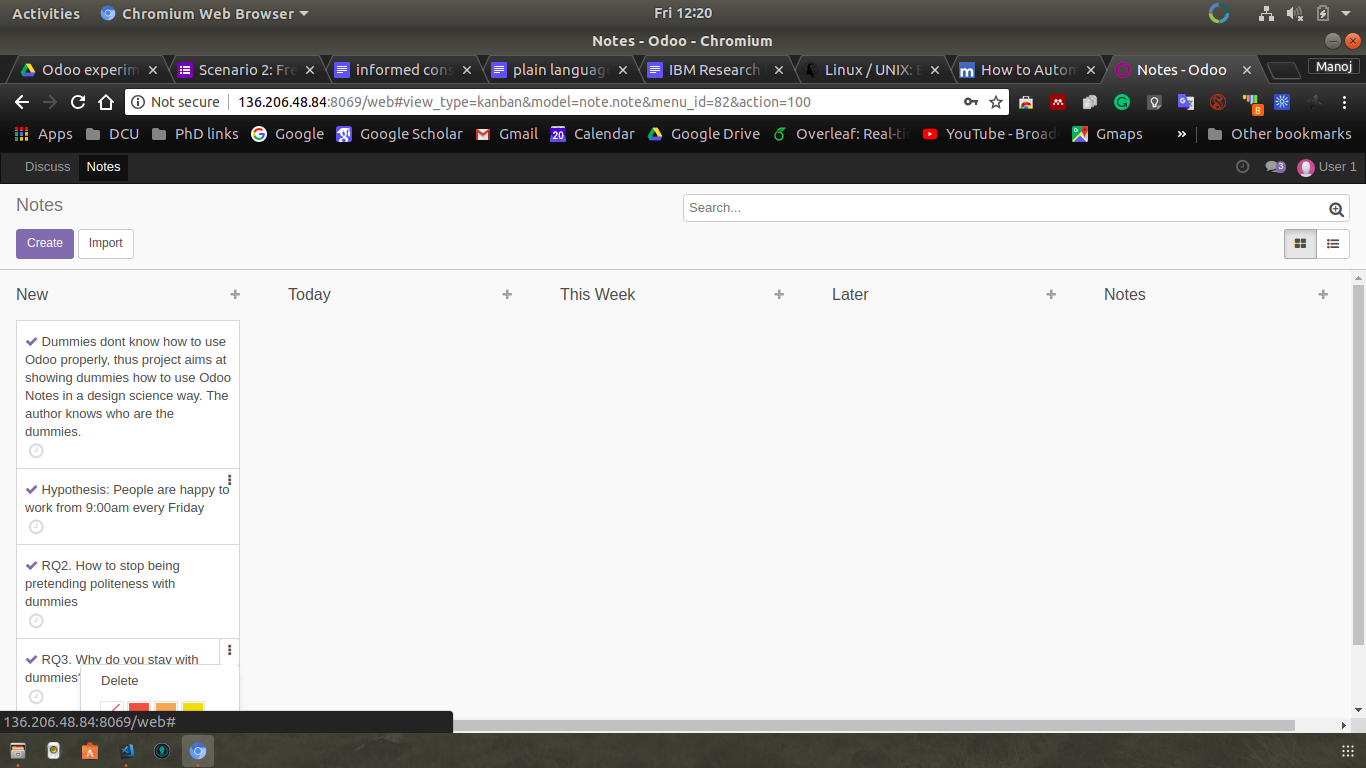 Activities
Chromium Web Browser
Fri 12:20
Notes - Odoo - Chromium
Odoo experim
Scenario 2: Fre
informed cons
plain language
IBM Research
Linux / UNIX: E
How to Autom
Notes - Odoo
Manoj
Not secure
136.206.48.84:8069/web#view_type=kanban&model=note.note&menu_id=82&action=100
8
Apps
DCU
PhD links
Google
Google Scholar
Gmail
20
Calendar
Google Drive
Overleaf: Real-ti
YouTube - Broad
Gmaps
»
Other bookmarks
Discuss
Notes
3
User 1
Notes
Search...
Create
Import
New
Today
This Week
Later
Notes
Dummies dont know how to use
Odoo properly, thus project aims at
showing dummies how to use Odoo
Notes in a design science way. The
author knows who are the
dummies.
Hypothesis: People are happy to
work from 9:00am every Friday
RQ2. How to stop being
pretending politeness with
dummies
RQ3. Why do you stay with
dummies?
Delete
136.206.48.84:8069/web#